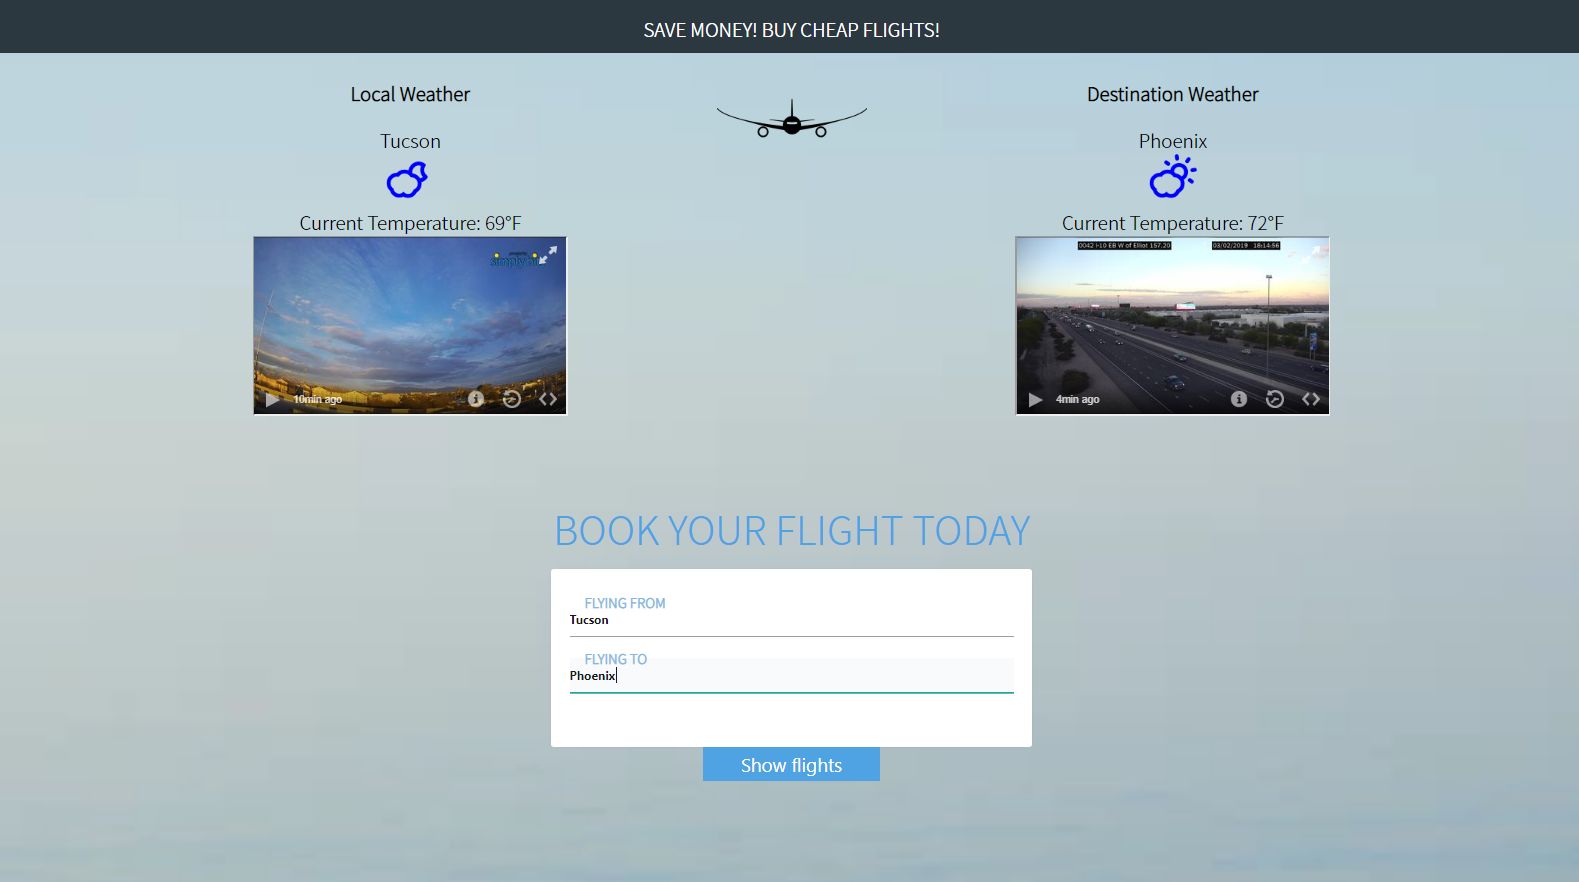 SAVE MONEY! BUY CHEAP FLIGHTS!
Local Weather
Tucson
Current Temperature: 69°F
10min ago
Destination Weather
Phoenix
Current Temperature: 72°F
0042 I-10 EB W of Elliot 157.20
03/02/2019 18:14:56
4min ago
BOOK YOUR FLIGHT TODAY
FLYING FROM
Tucson
FLYING TO
Phoenix
Show flights